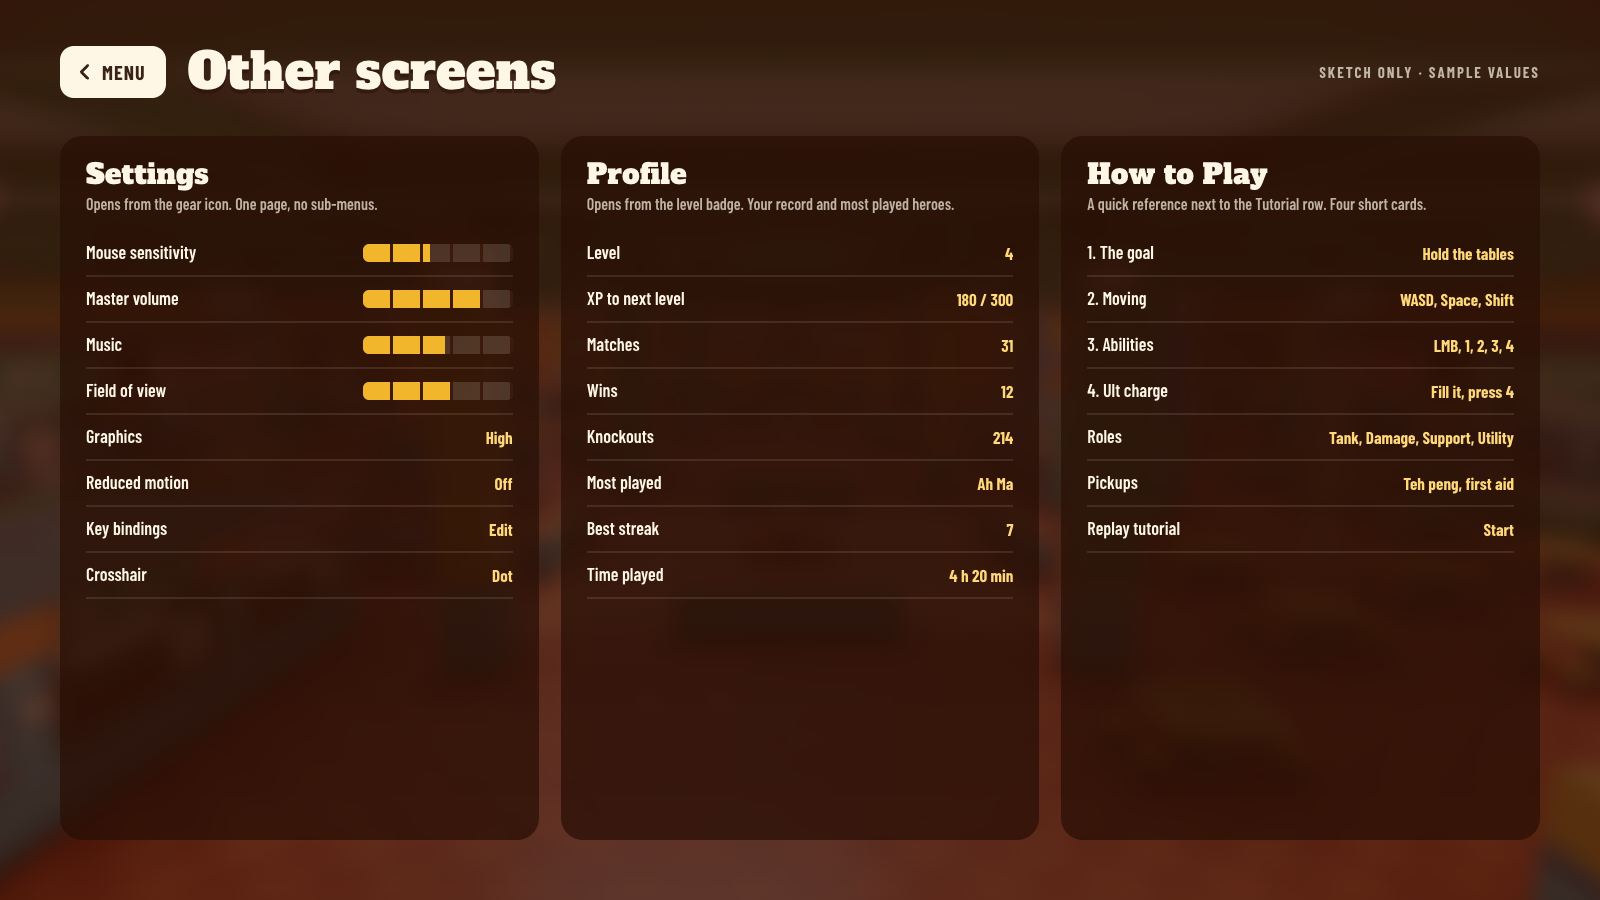 MENU
Other screens
SKETCH ONLY · SAMPLE VALUES
Settings
Opens from the gear icon. One page, no sub-menus.
Mouse sensitivity
Master volume
Music
Field of view
Graphics High
Reduced motion Off
Key bindings Edit
Crosshair Dot
Profile
Opens from the level badge. Your record and most played heroes.
Level 4
XP to next level 180 / 300
Matches 31
Wins 12
Knockouts 214
Most played Ah Ma
Best streak 7
Time played 4 h 20 min
How to Play
A quick reference next to the Tutorial row. Four short cards.
1. The goal Hold the tables
2. Moving WASD, Space, Shift
3. Abilities LMB, 1, 2, 3, 4
4. Ult charge Fill it, press 4
Roles Tank, Damage, Support, Utility
Pickups Teh peng, first aid
Replay tutorial Start